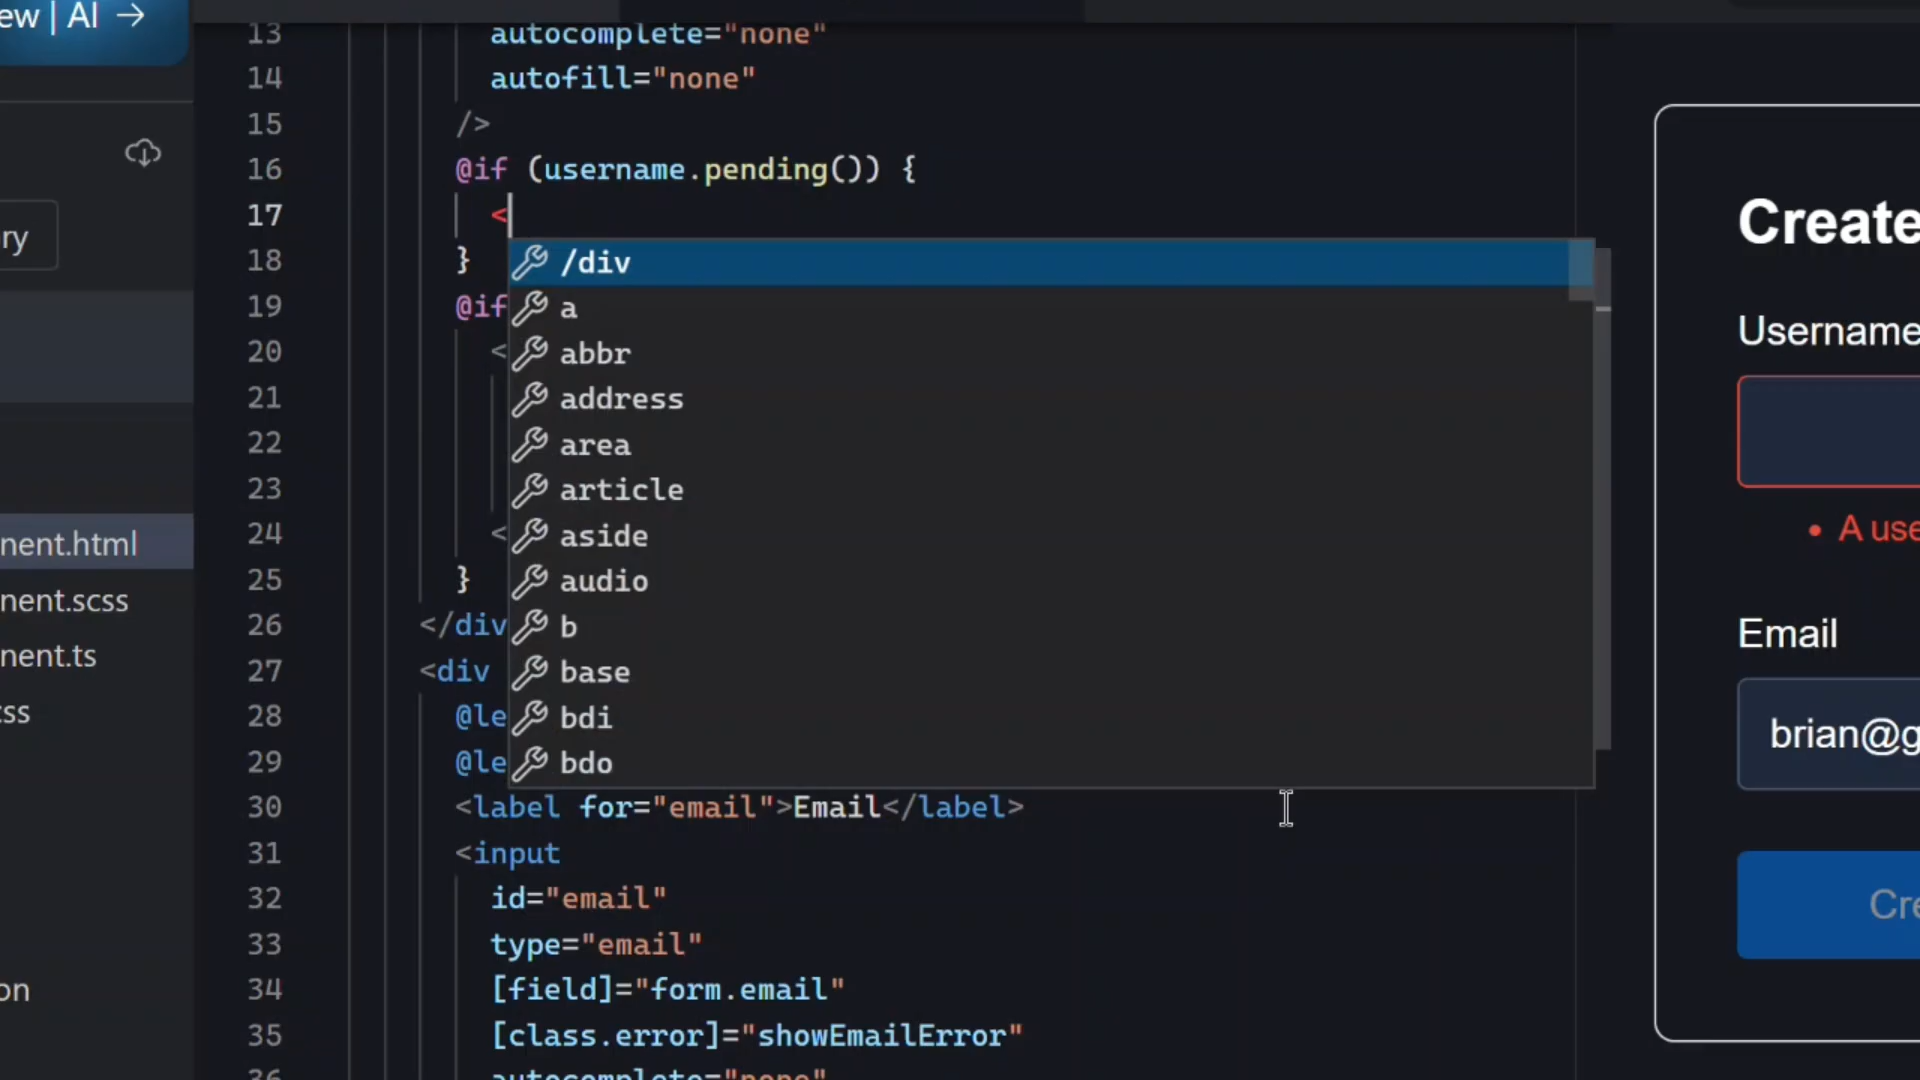 ew | AI →
ry
nent.html
nent.scss
nent.ts
ss
on
13 autocomplete="none"
14 autofill="none"
15 />
16 @if (username.pending()) {
17 <
18 }
19 @if
20 <
21
22
23
24 <
25 }
26 </div
27 <div
28 @le
29 @le
30 <label for="email">Email</label>
31 <input
32 id="email"
33 type="email"
34 [field]="form.email"
35 [class.error]="showEmailError"
36 autocomplete="none"
/div
a
abbr
address
area
article
aside
audio
b
base
bdi
bdo
Create
Username
• A use
Email
brian@g
Cre